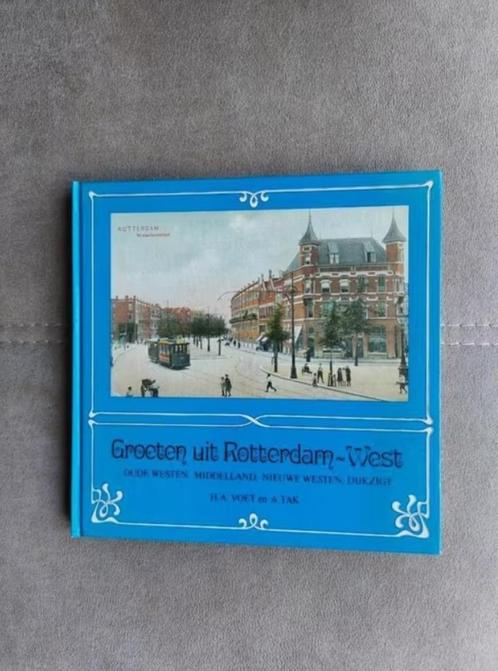 ROTTERDAM
Groeten uit Rotterdam~West
OUDE WESTEN, MIDDELLAND, NIEUWE WESTEN, DIJKZIGT
H.A. VOET en A TAK